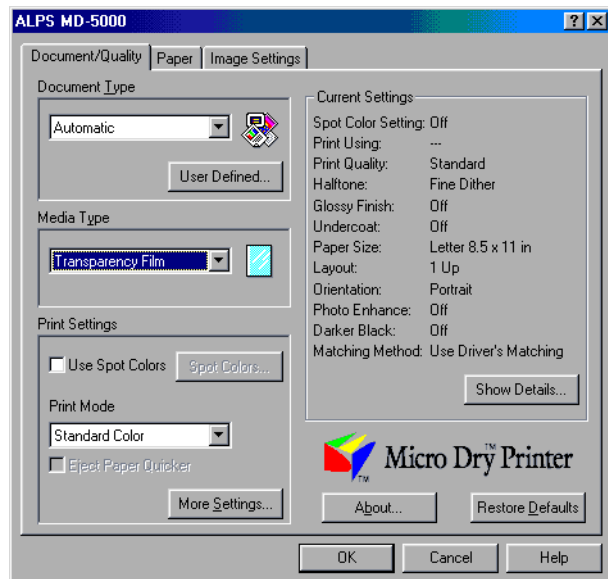 ALPS MD-5000
Document/Quality
Paper
Image Settings
Document Type
Automatic
User Defined...
Media Type
Transparency Film
Print Settings
Use Spot Colors
Spot Colors...
Print Mode
Standard Color
Eject Paper Quicker
More Settings...
Current Settings
Spot Color Setting: Off
Print Using: ---
Print Quality: Standard
Halftone: Fine Dither
Glossy Finish: Off
Undercoat: Off
Paper Size: Letter 8.5 x 11 in
Layout: 1 Up
Orientation: Portrait
Photo Enhance: Off
Darker Black: Off
Matching Method: Use Driver's Matching
Show Details...
Micro Dry™ Printer
TM
About...
Restore Defaults
OK
Cancel
Help